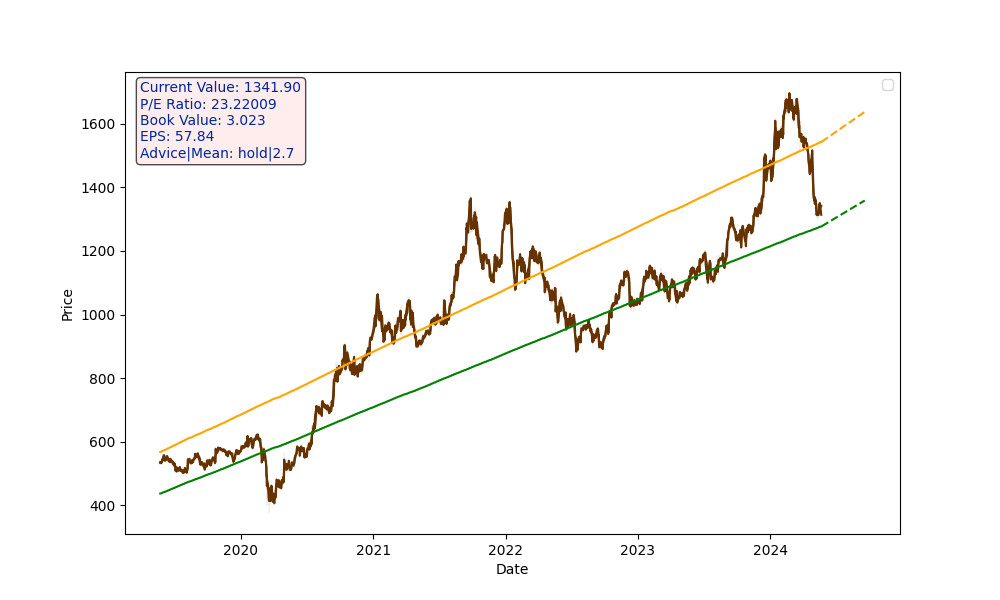 Current Value: 1341.90
P/E Ratio: 23.22009
Book Value: 3.023
EPS: 57.84
Advice|Mean: hold|2.7
1600
1400
1200
1000
800
600
400
Price
2020 2021 2022 2023 2024
Date